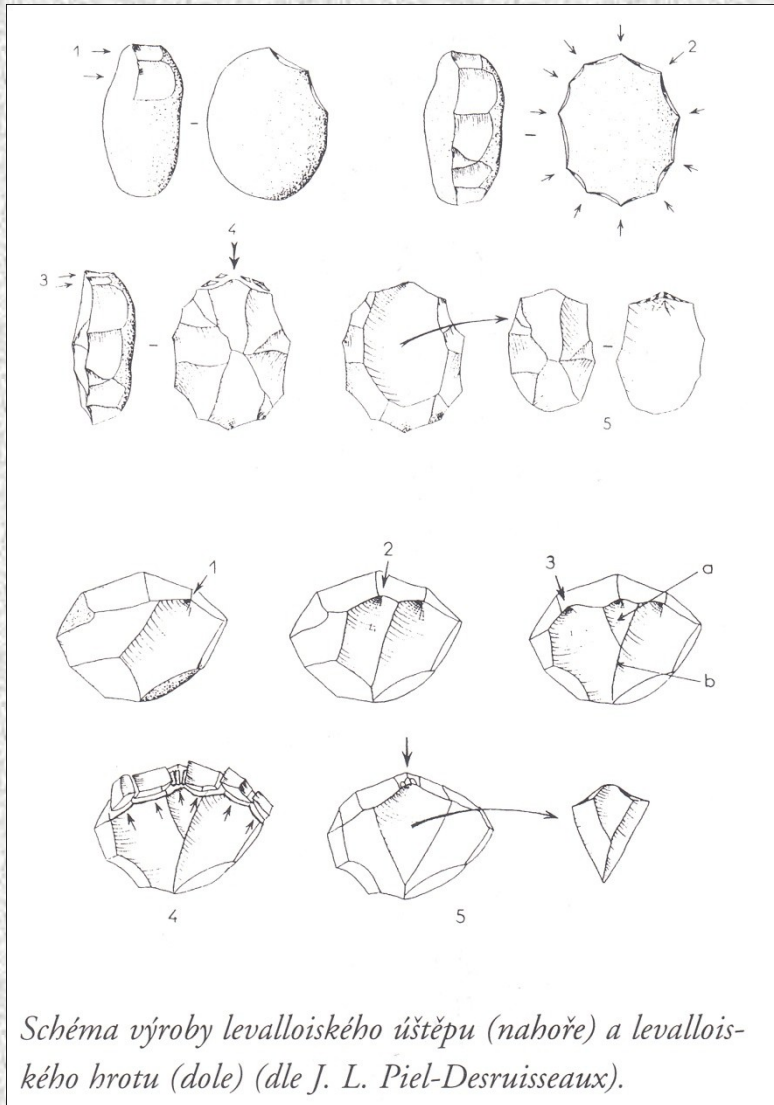 1 2
4
3
5
1 2 3 a
b
4 5
Schéma výroby levalloiského úštěpu (nahoře) a levallois-
kého hrotu (dole) (dle J. L. Piel-Desruisseaux).